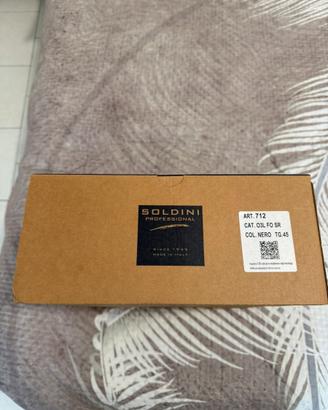 SOLDINI
PROFESSIONAL
SINCE 1945
MADE IN ITALY
ART. 712
CAT. O3L FO SR
COL. NERO TG.45